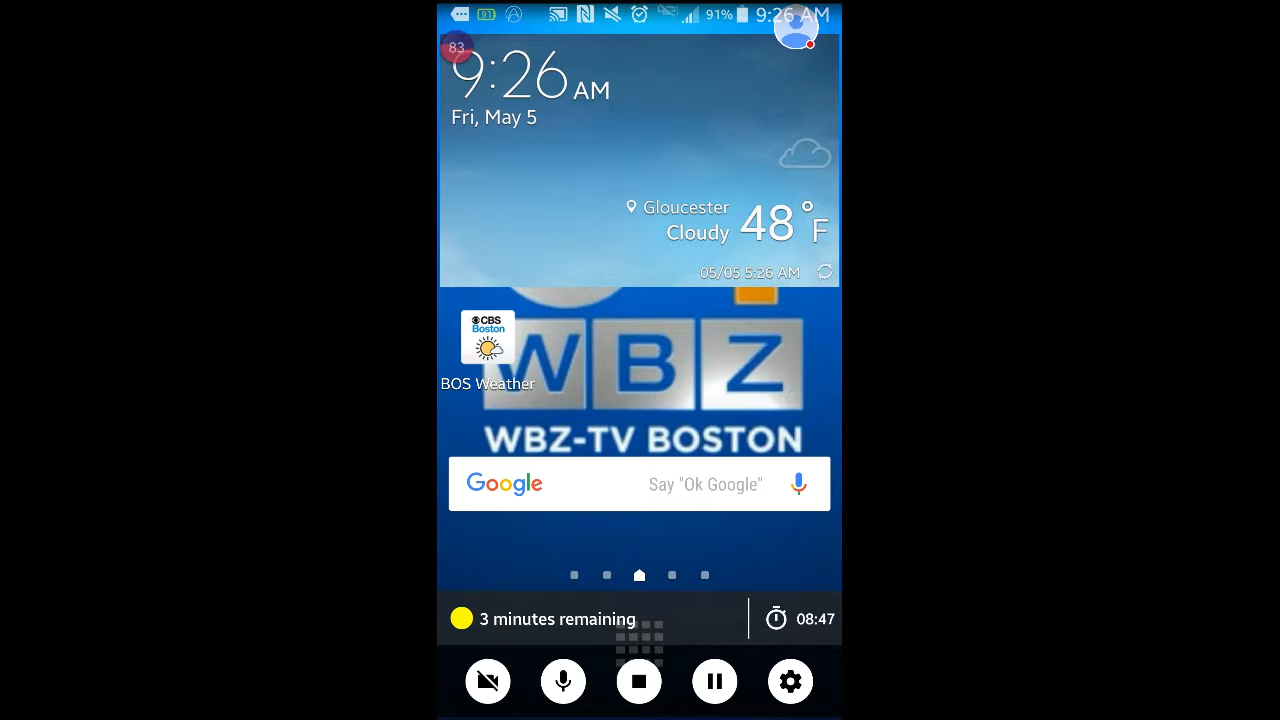 91
91%
9:26 AM
83
9:26 AM
Fri, May 5
Gloucester
Cloudy
48°F
05/05 5:26 AM
CBS
Boston
BOS Weather
WBZ
WBZ-TV BOSTON
Google
Say "Ok Google"
3 minutes remaining
08:47